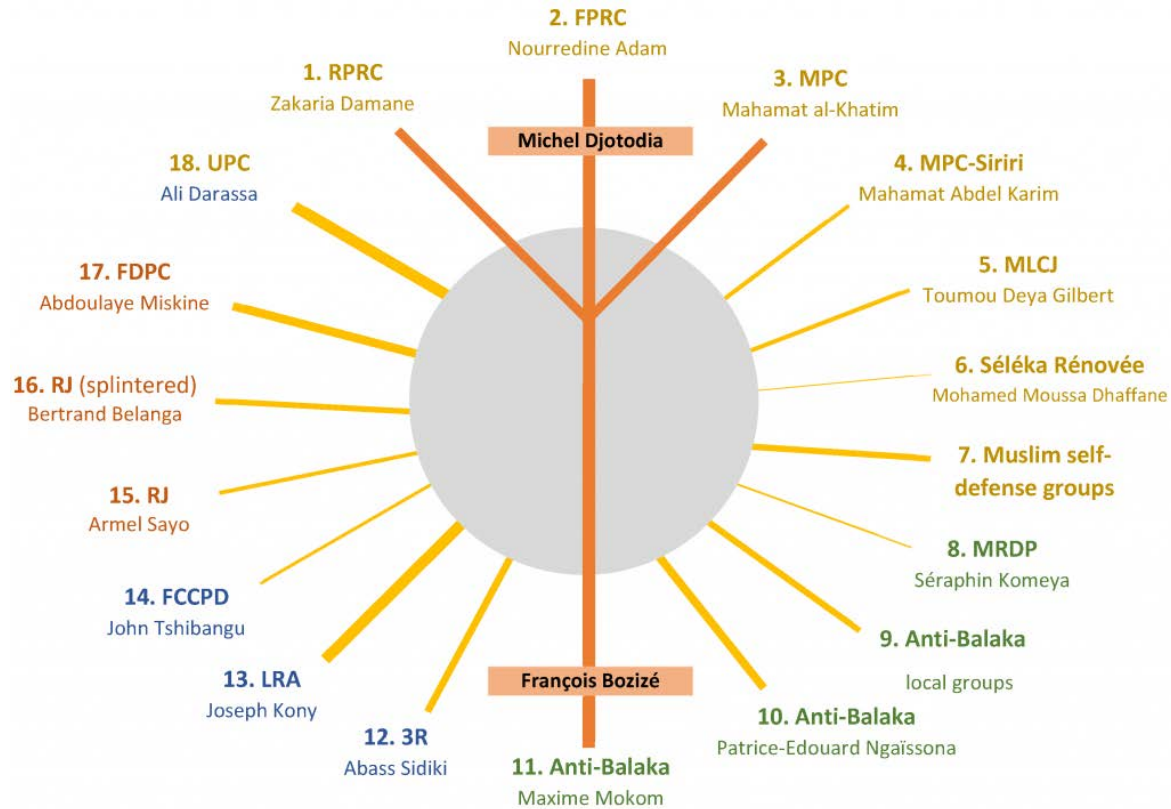 2. FPRC
Nourredine Adam
1. RPRC
Zakaria Damane
3. MPC
Mahamat al-Khatim
Michel Djotodia
18. UPC
Ali Darassa
4. MPC-Siriri
Mahamat Abdel Karim
17. FDPC
Abdoulaye Miskine
5. MLCJ
Toumou Deya Gilbert
16. RJ (splintered)
Bertrand Belanga
6. Séléka Rénovée
Mohamed Moussa Dhaffane
7. Muslim self-
defense groups
15. RJ
Armel Sayo
8. MRDP
Séraphin Komeya
14. FCCPD
John Tshibangu
9. Anti-Balaka
local groups
13. LRA
Joseph Kony
François Bozizé
10. Anti-Balaka
Patrice-Edouard Ngaïssona
12. 3R
Abass Sidiki
11. Anti-Balaka
Maxime Mokom